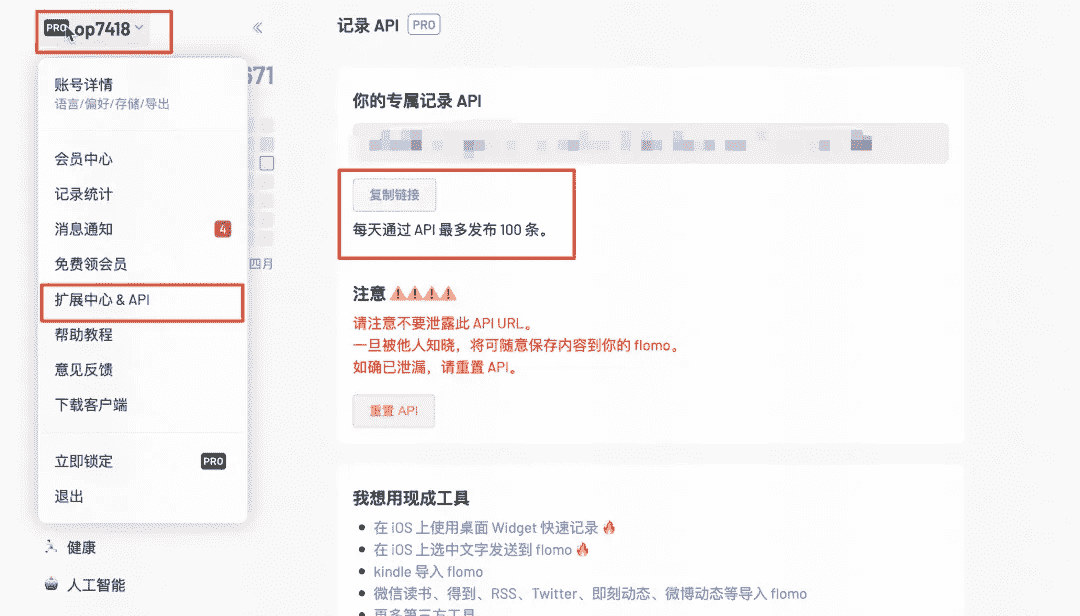 PRO op7418
账号详情
语言/偏好/存储/导出
会员中心
记录统计
消息通知 4
免费领会员
扩展中心 & API
帮助教程
意见反馈
下载客户端
立即锁定 PRO
退出
671
四月
健康
人工智能
记录 API PRO
你的专属记录 API
复制链接
每天通过 API 最多发布 100 条。
注意
请注意不要泄露此 API URL。
一旦被他人知晓，将可随意保存内容到你的 flomo。
如确已泄漏，请重置 API。
重置 API
我想用现成工具
在 iOS 上使用桌面 Widget 快速记录
在 iOS 上选中文字发送到 flomo
kindle 导入 flomo
微信读书、得到、RSS、Twitter、即刻动态、微博动态等导入 flomo
更多第三方工具